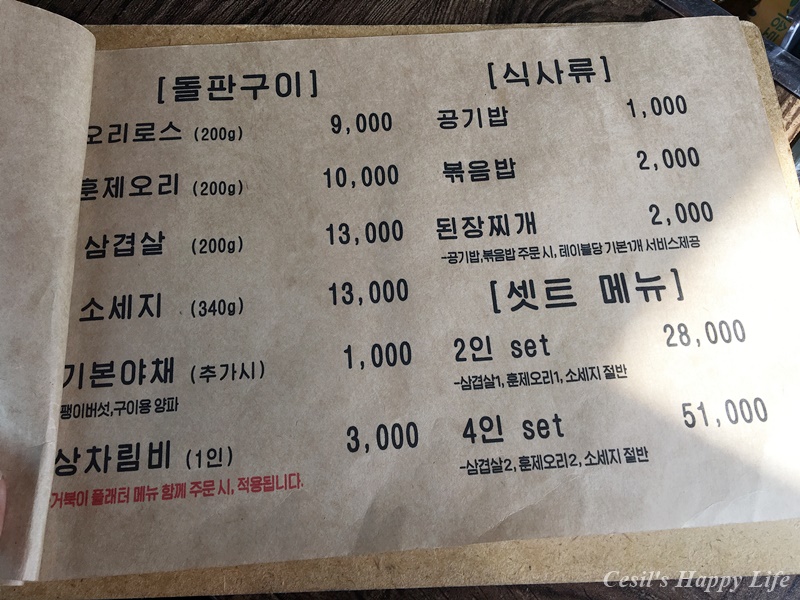 [돌판구이]
오리로스 (200g) 9,000
훈제오리 (200g) 10,000
삼겹살 (200g) 13,000
소세지 (340g) 13,000
기본야채 (추가시) 1,000
팽이버섯,구이용 양파
상차림비 (1인) 3,000
거북이 플래터 메뉴 함께 주문 시, 적용됩니다.
[식사류]
공기밥 1,000
볶음밥 2,000
된장찌개 2,000
-공기밥,볶음밥 주문 시, 테이블당 기본1개 서비스제공
[셋트 메뉴]
2인 set 28,000
-삼겹살1, 훈제오리1, 소세지 절반
4인 set 51,000
-삼겹살2, 훈제오리2, 소세지 절반
Cesil's Happy Life